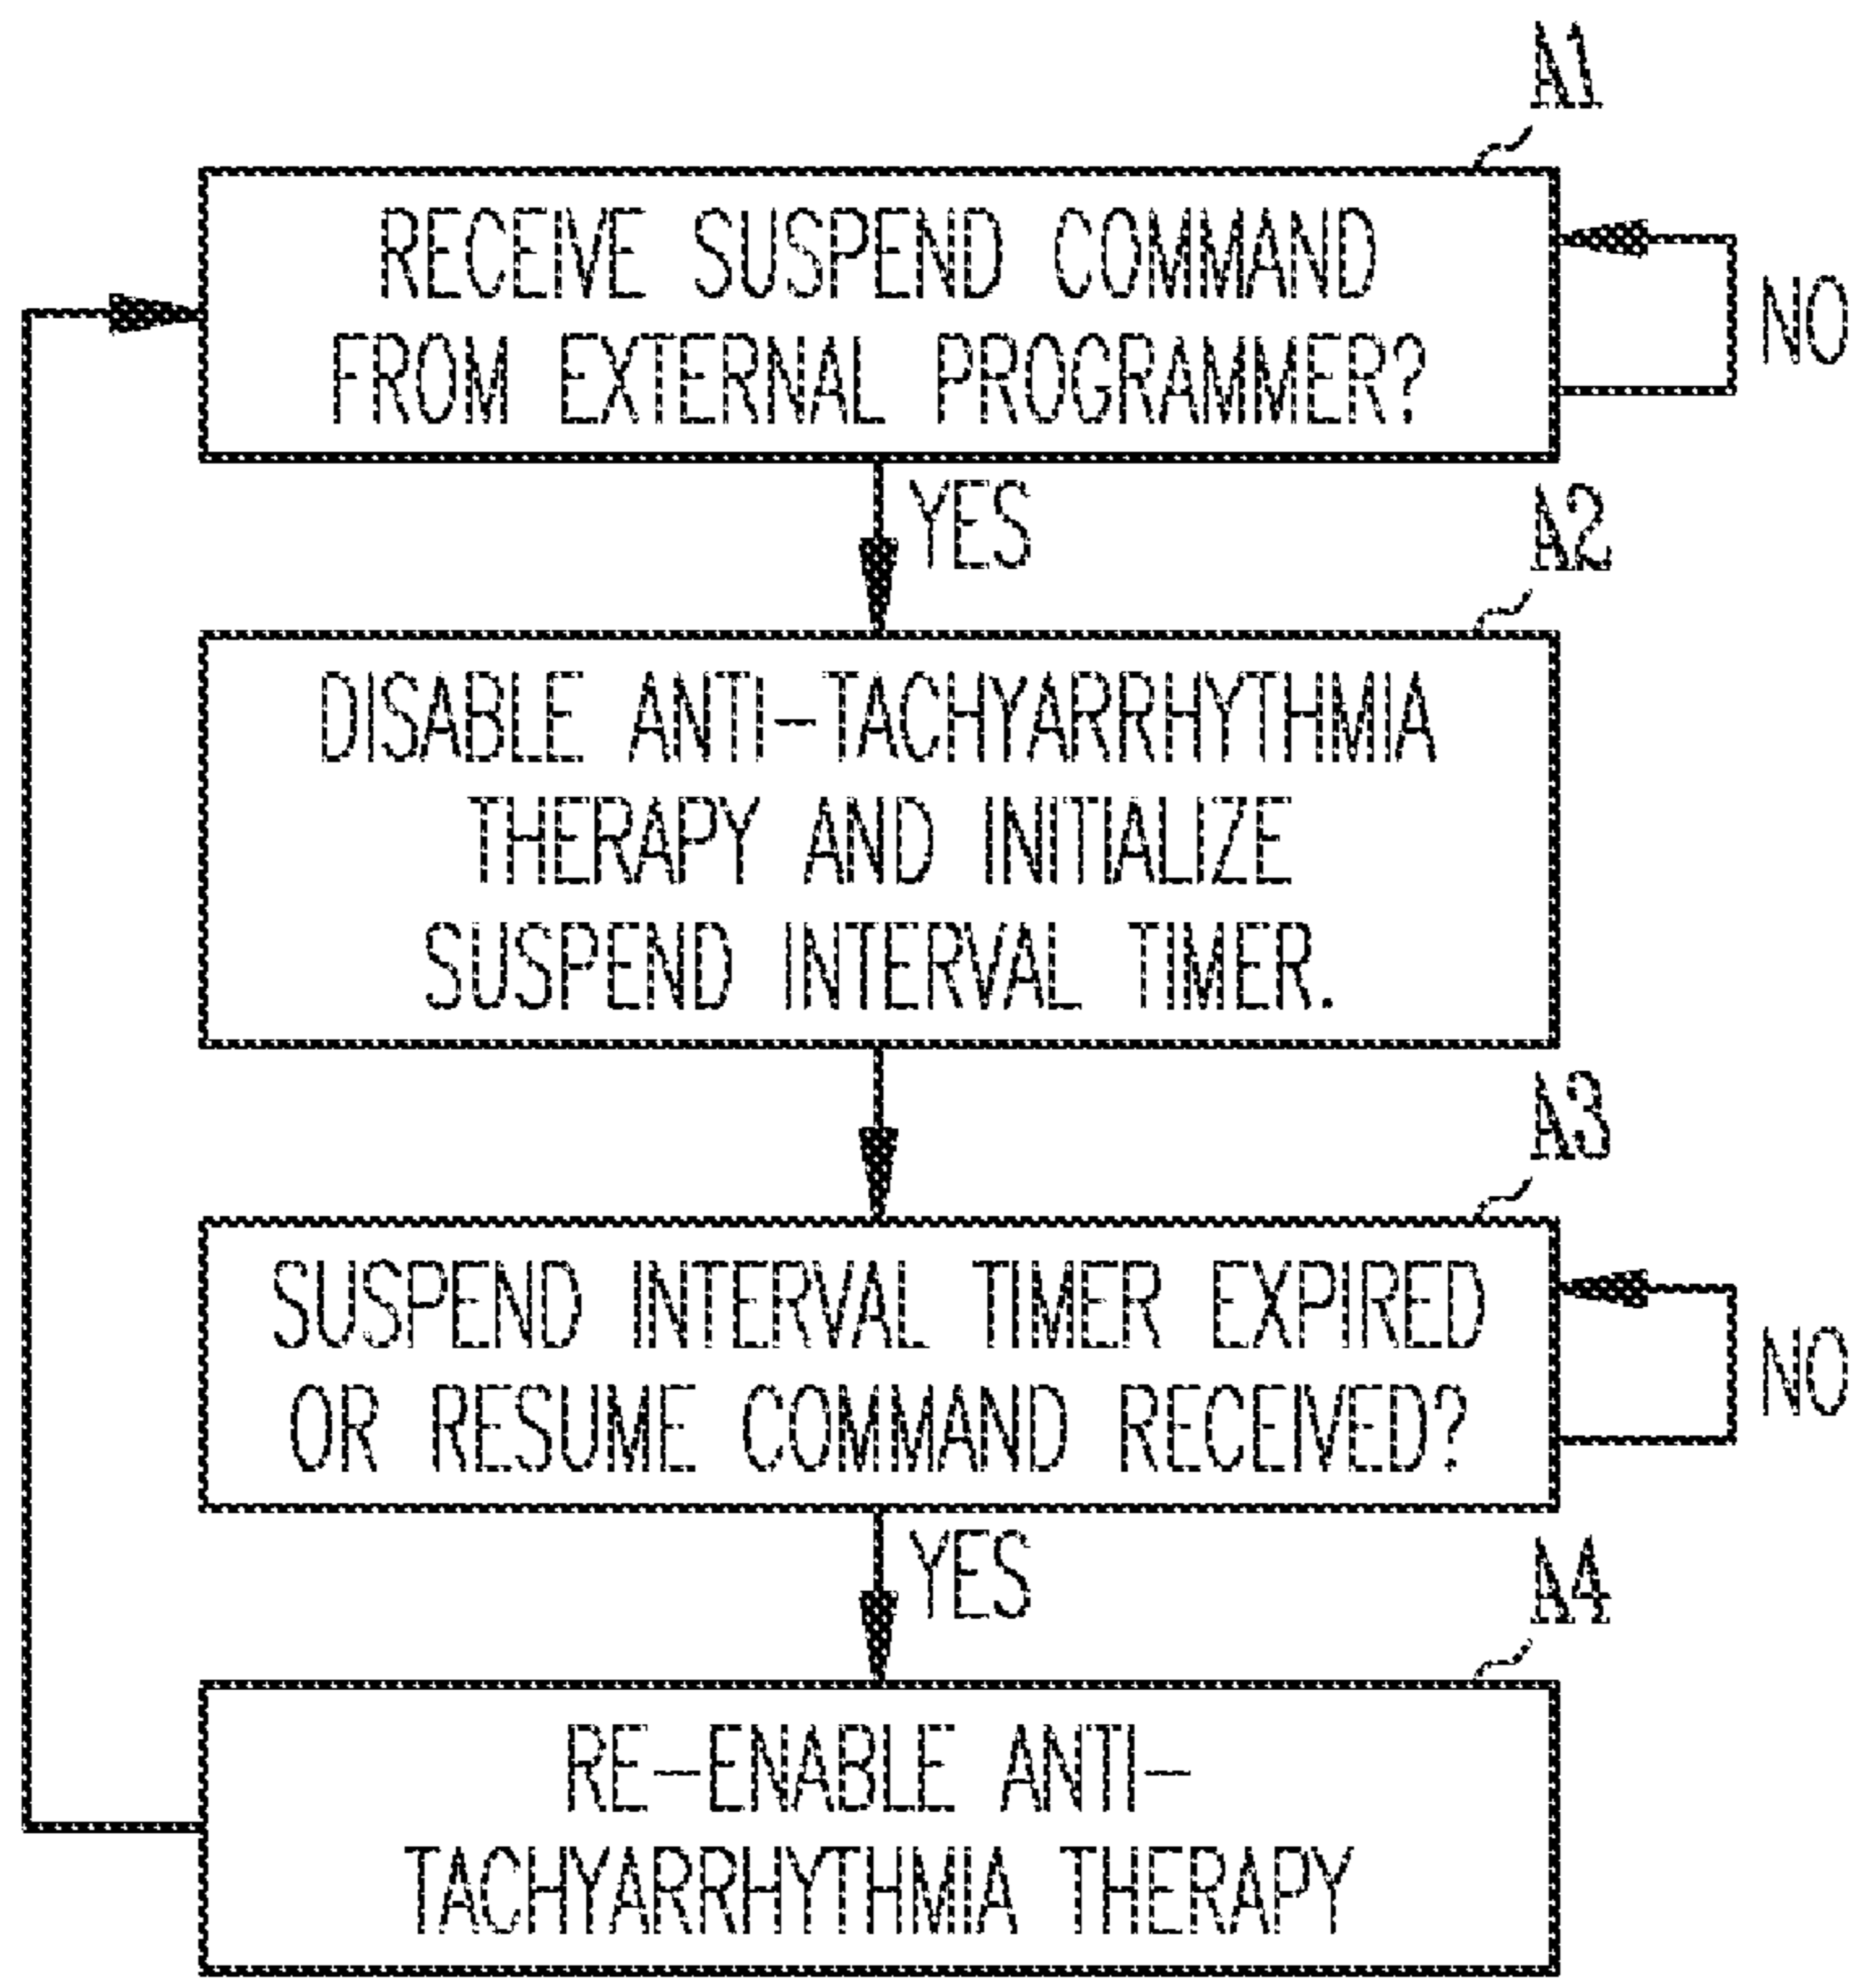 A1
RECEIVE SUSPEND COMMAND
FROM EXTERNAL PROGRAMMER?
NO
YES
A2
DISABLE ANTI-TACHYARRHYTHMIA
THERAPY AND INITIALIZE
SUSPEND INTERVAL TIMER.
A3
SUSPEND INTERVAL TIMER EXPIRED
OR RESUME COMMAND RECEIVED?
NO
YES
A4
RE-ENABLE ANTI-
TACHYARRHYTHMIA THERAPY